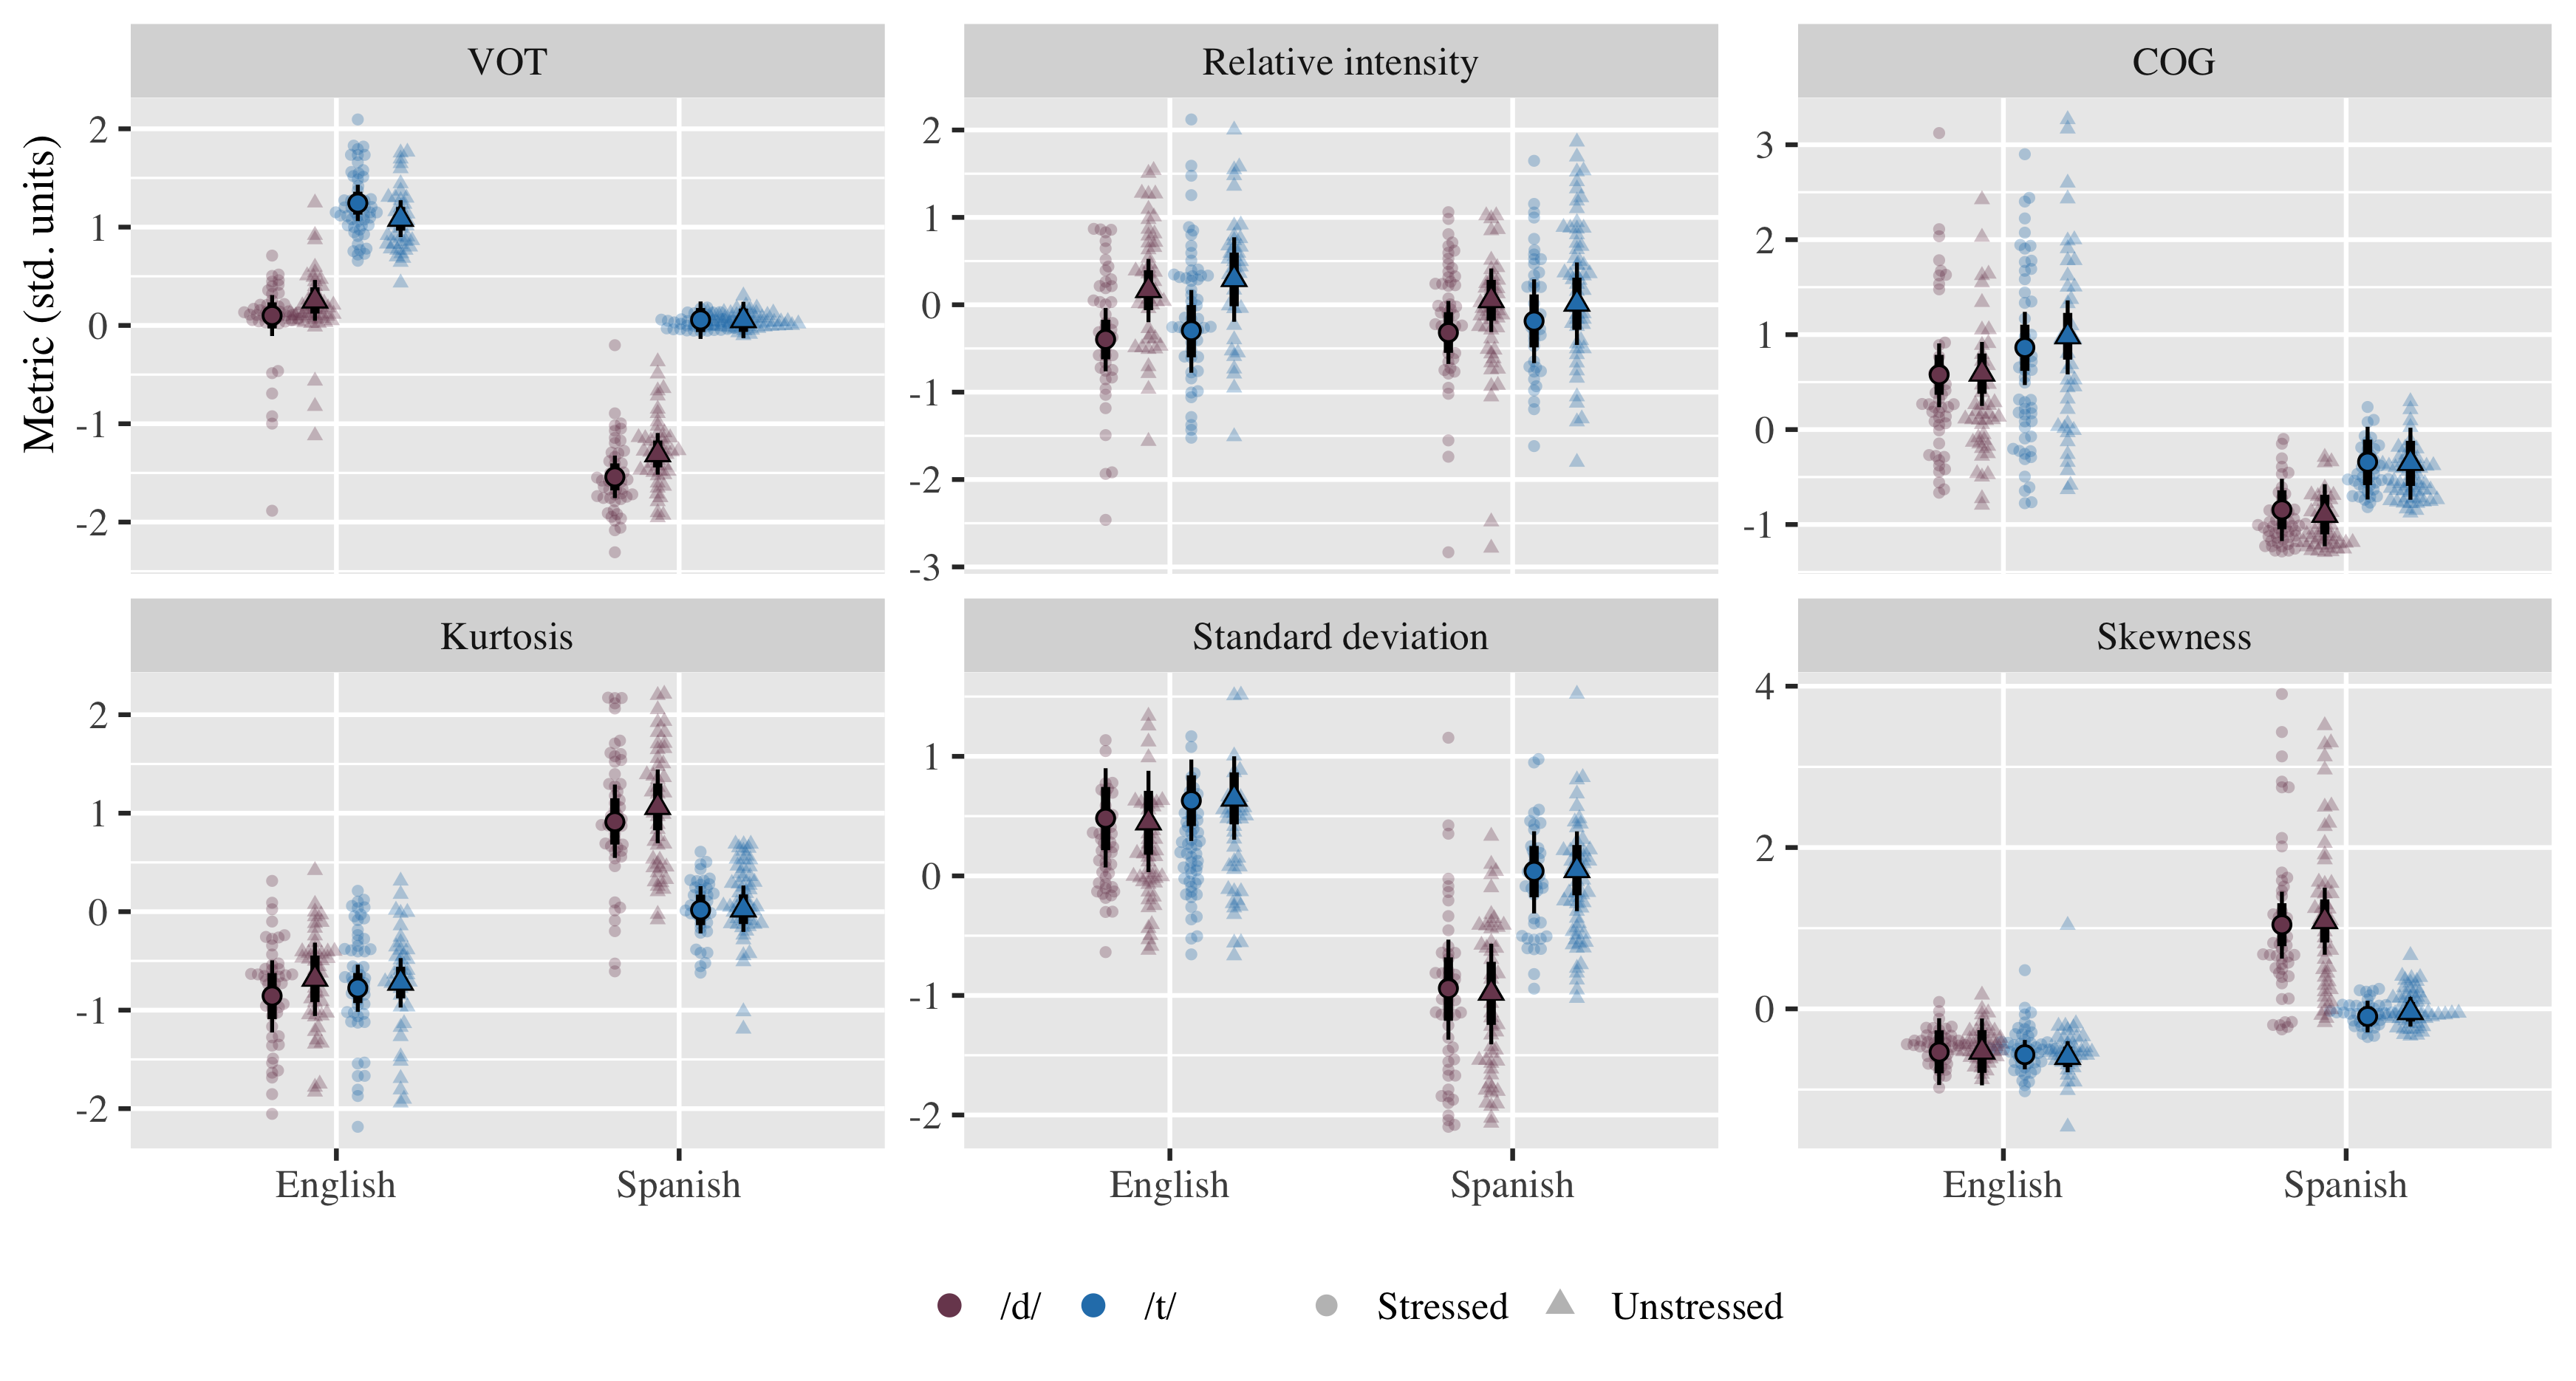 VOT
Relative intensity
COG
Metric (std. units)
2
1
0
-1
-2
2
1
0
-1
-2
-3
3
2
1
0
-1
Kurtosis
Standard deviation
Skewness
2
1
0
-1
-2
1
0
-1
-2
4
2
0
English
Spanish
English
Spanish
English
Spanish
/d/ /t/ Stressed Unstressed